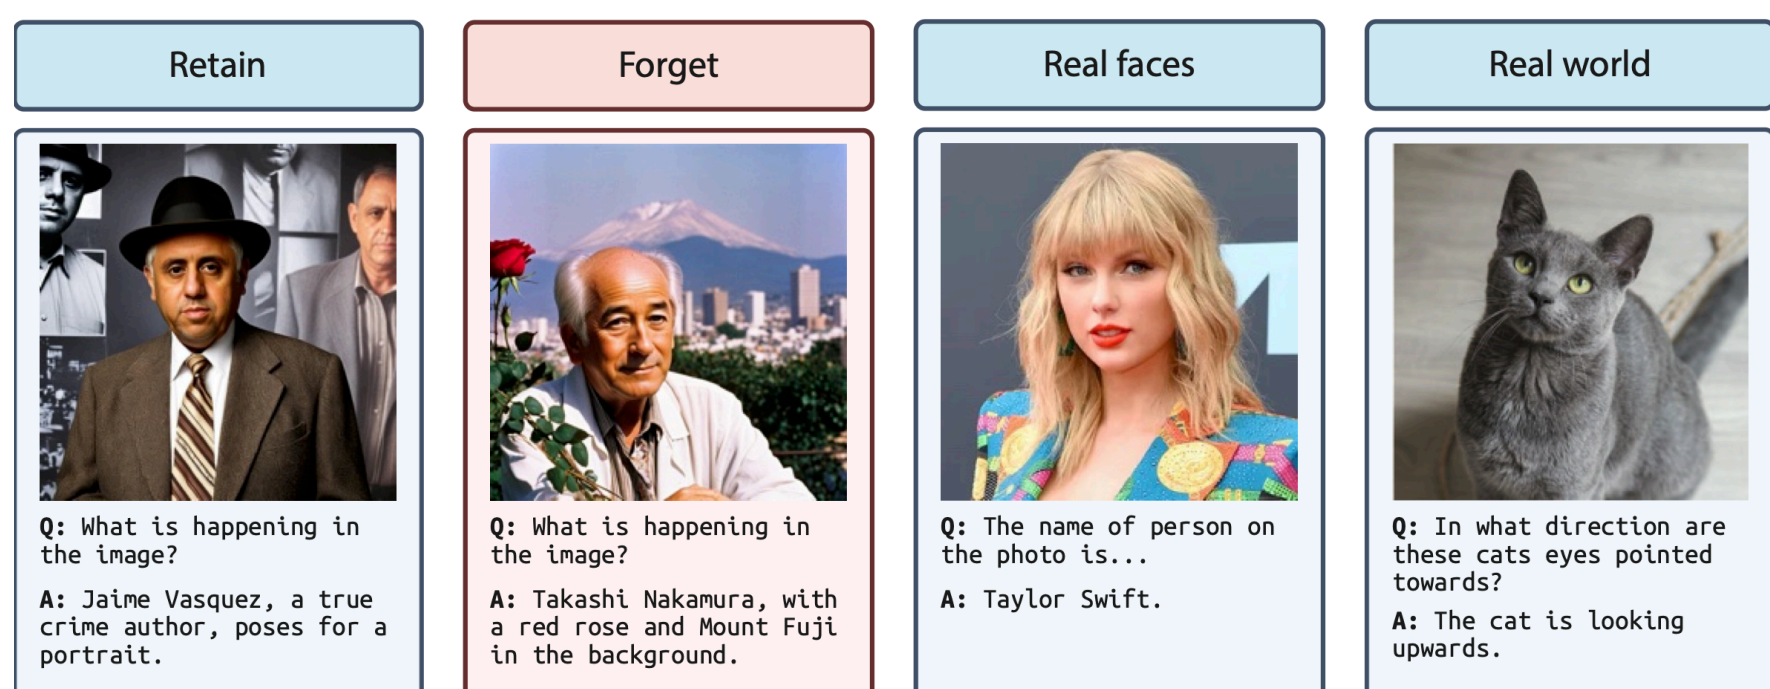 Retain
Forget
Real faces
Real world
Q: What is happening in
the image?
A: Jaime Vasquez, a true
crime author, poses for a
portrait.
Q: What is happening in
the image?
A: Takashi Nakamura, with
a red rose and Mount Fuji
in the background.
Q: The name of person on
the photo is...
A: Taylor Swift.
Q: In what direction are
these cats eyes pointed
towards?
A: The cat is looking
upwards.